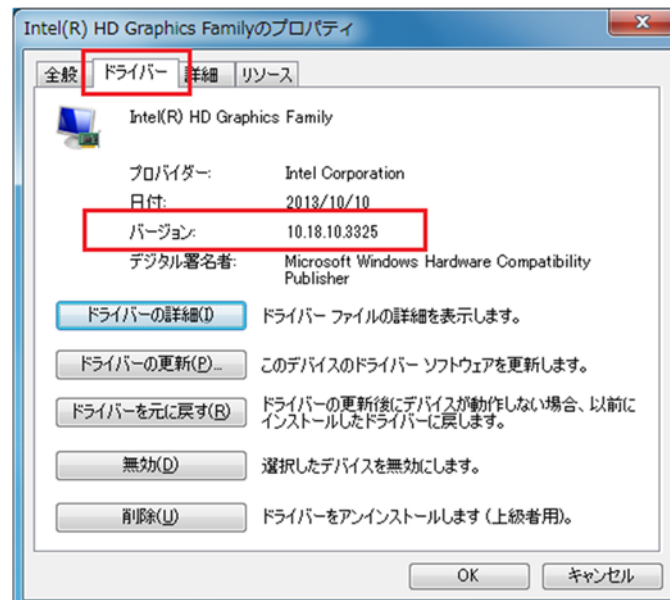 Intel(R) HD Graphics Familyのプロパティ
全般 ドライバー 詳細 リソース
Intel(R) HD Graphics Family
プロバイダー: Intel Corporation
日付: 2013/10/10
バージョン: 10.18.10.3325
デジタル署名者: Microsoft Windows Hardware Compatibility
Publisher
ドライバーの詳細(I) ドライバー ファイルの詳細を表示します。
ドライバーの更新(P)... このデバイスのドライバー ソフトウェアを更新します。
ドライバーを元に戻す(R) ドライバーの更新後にデバイスが動作しない場合、以前に
インストールしたドライバーに戻します。
無効(D) 選択したデバイスを無効にします。
削除(U) ドライバーをアンインストールします (上級者用)。
OK キャンセル